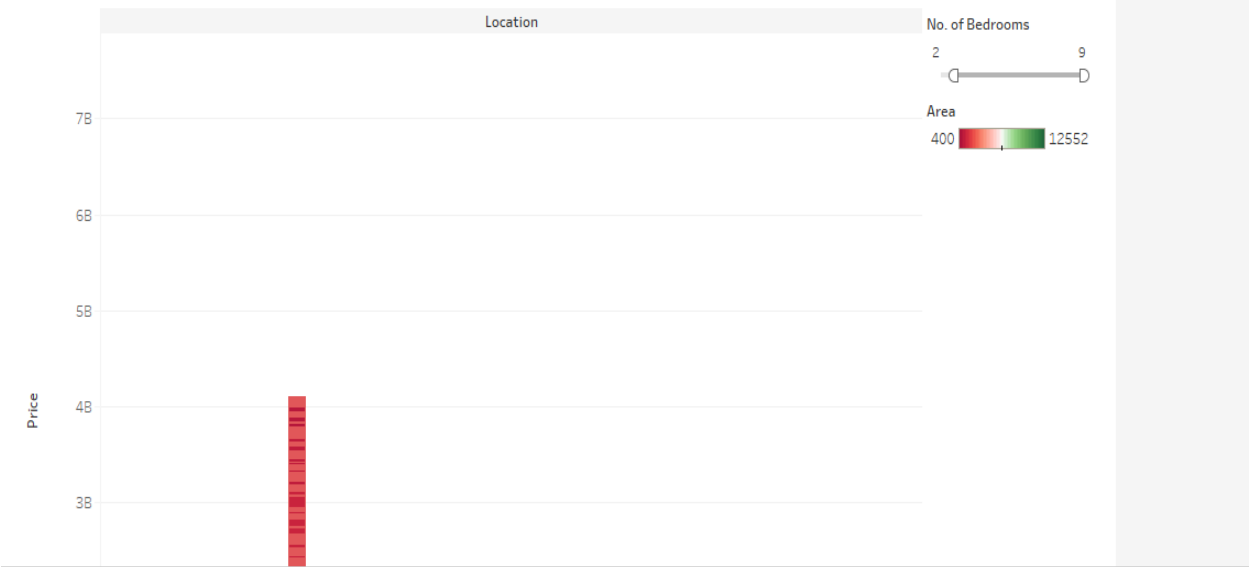 Location
No. of Bedrooms
2 9
Area
400 12552
7B
6B
5B
4B
3B
Price